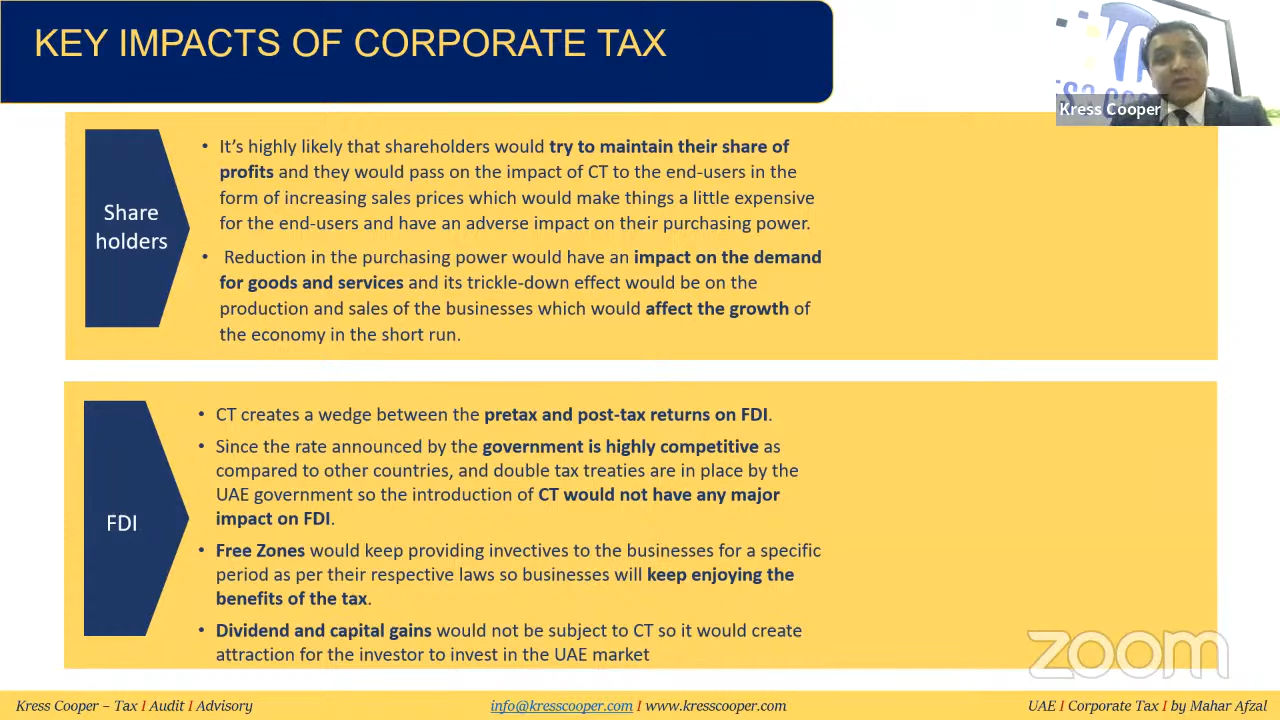 KEY IMPACTS OF CORPORATE TAX
Kress Cooper
Share
holders
• It's highly likely that shareholders would try to maintain their share of
profits and they would pass on the impact of CT to the end-users in the
form of increasing sales prices which would make things a little expensive
for the end-users and have an adverse impact on their purchasing power.
• Reduction in the purchasing power would have an impact on the demand
for goods and services and its trickle-down effect would be on the
production and sales of the businesses which would affect the growth of
the economy in the short run.
FDI
• CT creates a wedge between the pretax and post-tax returns on FDI.
• Since the rate announced by the government is highly competitive as
compared to other countries, and double tax treaties are in place by the
UAE government so the introduction of CT would not have any major
impact on FDI.
• Free Zones would keep providing invectives to the businesses for a specific
period as per their respective laws so businesses will keep enjoying the
benefits of the tax.
• Dividend and capital gains would not be subject to CT so it would create
attraction for the investor to invest in the UAE market
zoom
Kress Cooper – Tax I Audit I Advisory
info@kresscooper.com I www.kresscooper.com
UAE I Corporate Tax I by Mahar Afzal